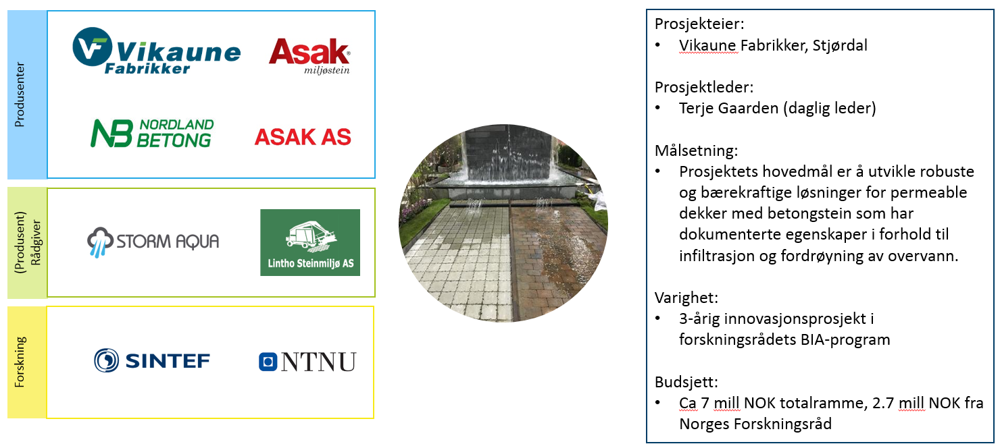 Produsenter
Vikaune
Fabrikker
Asak®
miljøstein
NORDLAND
NB BETONG
ASAK AS
(Produsent)
Rådgiver
STORM AQUA
Lintho Steinmiljø AS
Forskning
SINTEF
NTNU
Prosjekteier:
• Vikaune Fabrikker, Stjørdal
Prosjektleder:
• Terje Gaarden (daglig leder)
Målsetning:
• Prosjektets hovedmål er å utvikle robuste
og bærekraftige løsninger for permeable
dekker med betongstein som har
dokumenterte egenskaper i forhold til
infiltrasjon og fordrøyning av overvann.
Varighet:
• 3-årig innovasjonsprosjekt i
forskningsrådets BIA-program
Budsjett:
• Ca 7 mill NOK totalramme, 2.7 mill NOK fra
Norges Forskningsråd